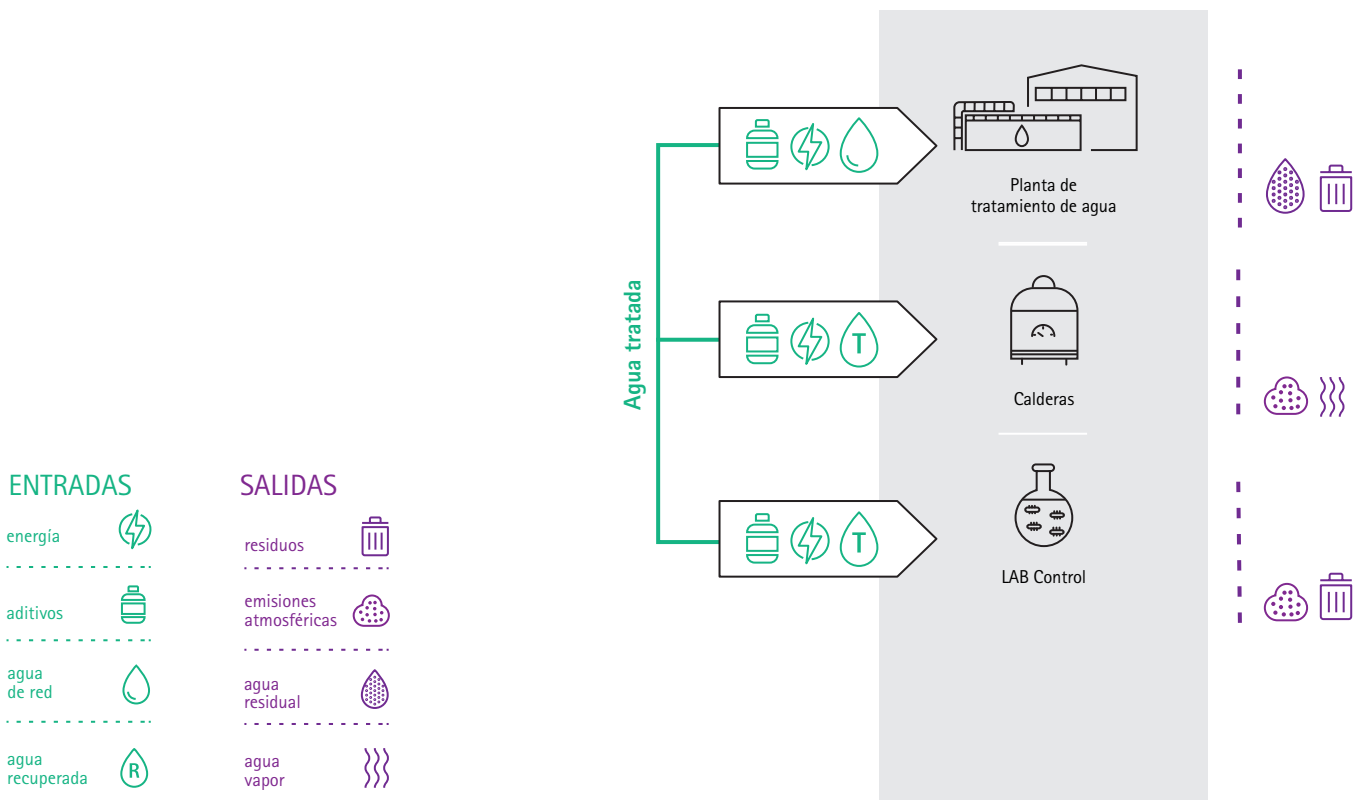 Planta de
tratamiento de agua
Agua tratada
T
Calderas
T
LAB Control
ENTRADAS
energía
aditivos
agua
de red
agua
recuperada
R
SALIDAS
residuos
emisiones
atmosféricas
agua
residual
agua
vapor